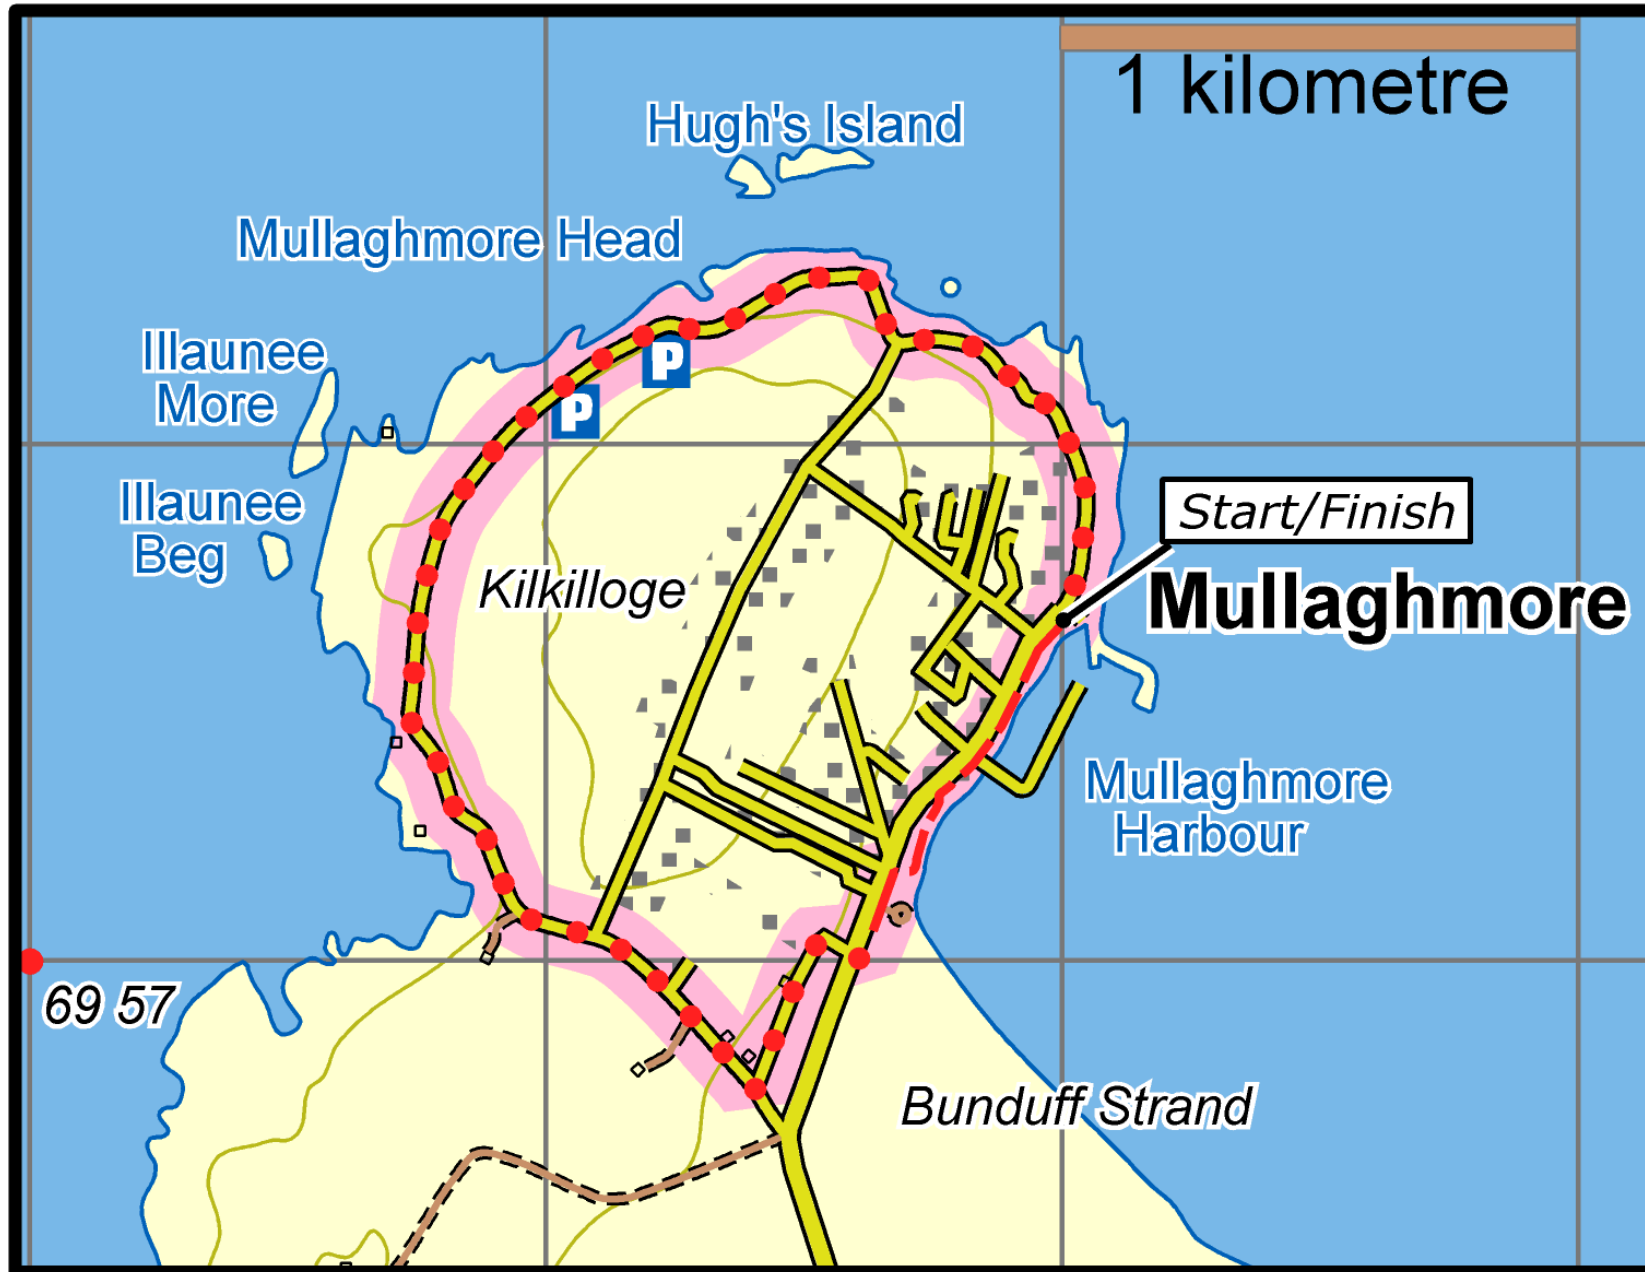 1 kilometre
Hugh's Island
Mullaghmore Head
Illaunee
More
P
P
Illaunee
Beg
Start/Finish
Kilkilloge
Mullaghmore
Mullaghmore
Harbour
69 57
Bunduff Strand